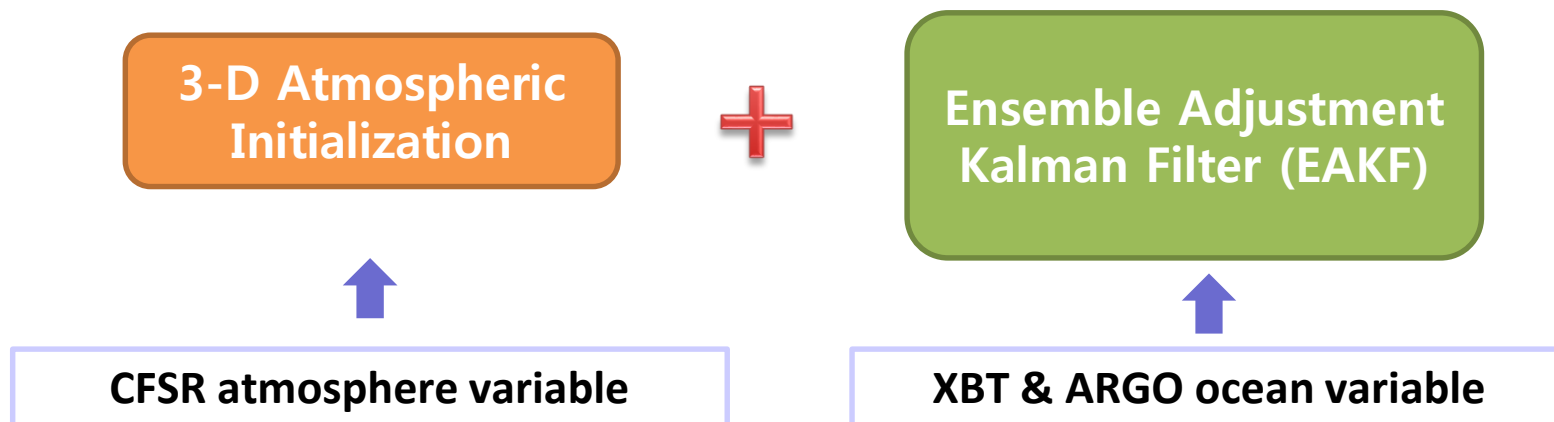 3-D Atmospheric
Initialization
Ensemble Adjustment
Kalman Filter (EAKF)
CFSR atmosphere variable
XBT & ARGO ocean variable